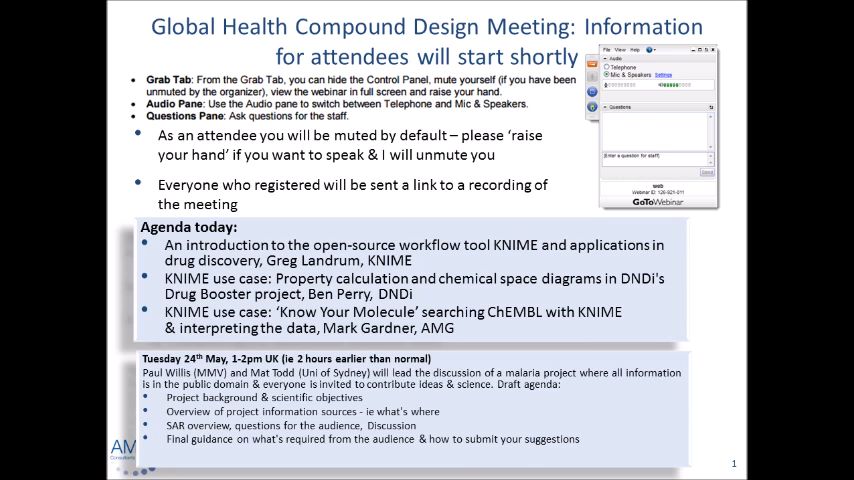 Global Health Compound Design Meeting: Information
for attendees will start shortly
• Grab Tab: From the Grab Tab, you can hide the Control Panel, mute yourself (if you have been
unmuted by the organizer), view the webinar in full screen and raise your hand.
• Audio Pane: Use the Audio pane to switch between Telephone and Mic & Speakers.
• Questions Pane: Ask questions for the staff.
• As an attendee you will be muted by default – please ‘raise
your hand’ if you want to speak & I will unmute you
• Everyone who registered will be sent a link to a recording of
the meeting
File View Help
Audio
Telephone
Mic & Speakers Settings
Questions
[Enter a question for staff]
Send
web
Webinar ID: 126-921-011
GoToWebinar
Agenda today:
• An introduction to the open-source workflow tool KNIME and applications in
drug discovery, Greg Landrum, KNIME
• KNIME use case: Property calculation and chemical space diagrams in DNDi's
Drug Booster project, Ben Perry, DNDi
• KNIME use case: ‘Know Your Molecule’ searching ChEMBL with KNIME
& interpreting the data, Mark Gardner, AMG
Tuesday 24th May, 1-2pm UK (ie 2 hours earlier than normal)
Paul Willis (MMV) and Mat Todd (Uni of Sydney) will lead the discussion of a malaria project where all information
is in the public domain & everyone is invited to contribute ideas & science. Draft agenda:
• Project background & scientific objectives
• Overview of project information sources - ie what's where
• SAR overview, questions for the audience, Discussion
• Final guidance on what's required from the audience & how to submit your suggestions
AM
Consultants
1